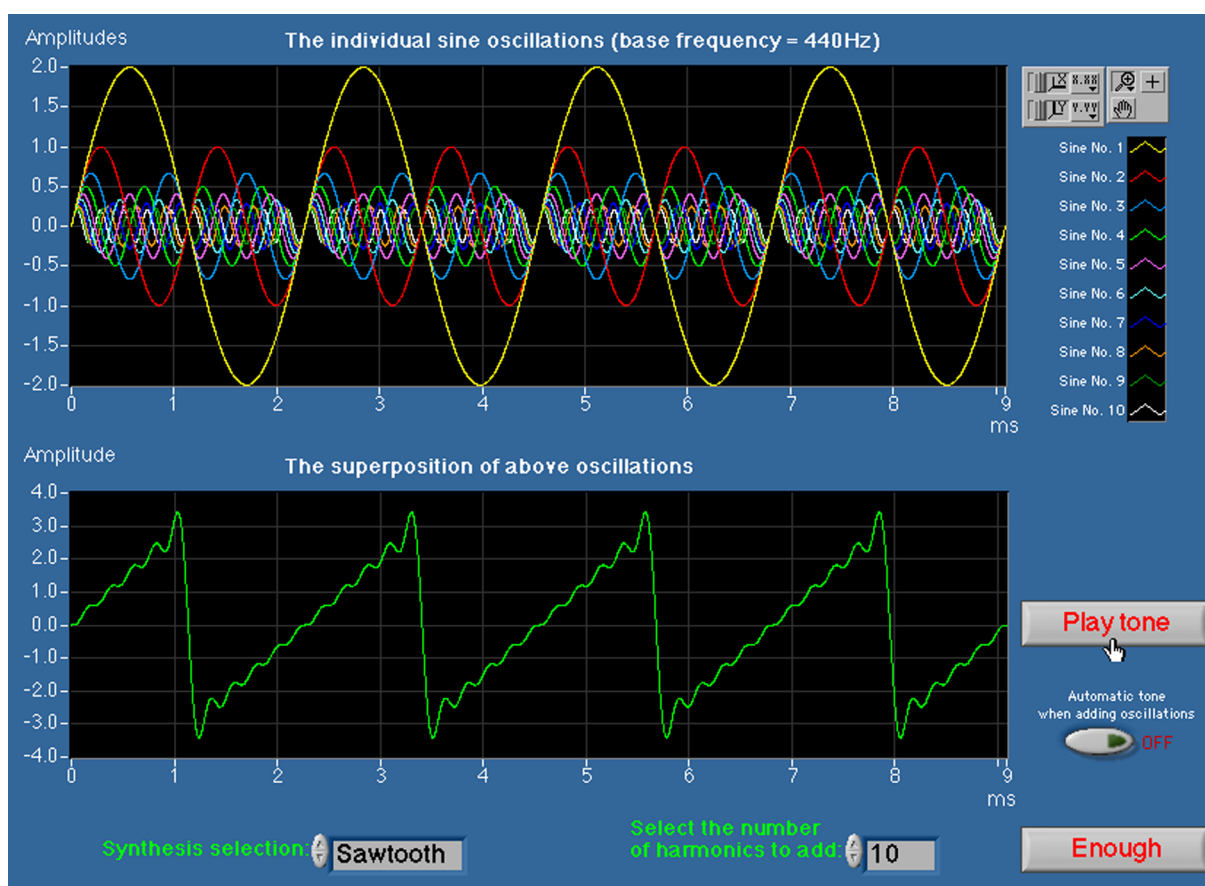 Amplitudes
The individual sine oscillations (base frequency = 440Hz)
2.0
1.5
1.0
0.5
0.0
-0.5
-1.0
-1.5
-2.0
0 1 2 3 4 5 6 7 8 9
ms
X X.XX
Y Y.YY
Sine No. 1
Sine No. 2
Sine No. 3
Sine No. 4
Sine No. 5
Sine No. 6
Sine No. 7
Sine No. 8
Sine No. 9
Sine No. 10
Amplitude
The superposition of above oscillations
4.0
3.0
2.0
1.0
0.0
-1.0
-2.0
-3.0
-4.0
0 1 2 3 4 5 6 7 8 9
ms
Play tone
Automatic tone
when adding oscillations
OFF
Synthesis selection: Sawtooth
Select the number
of harmonics to add: 10
Enough